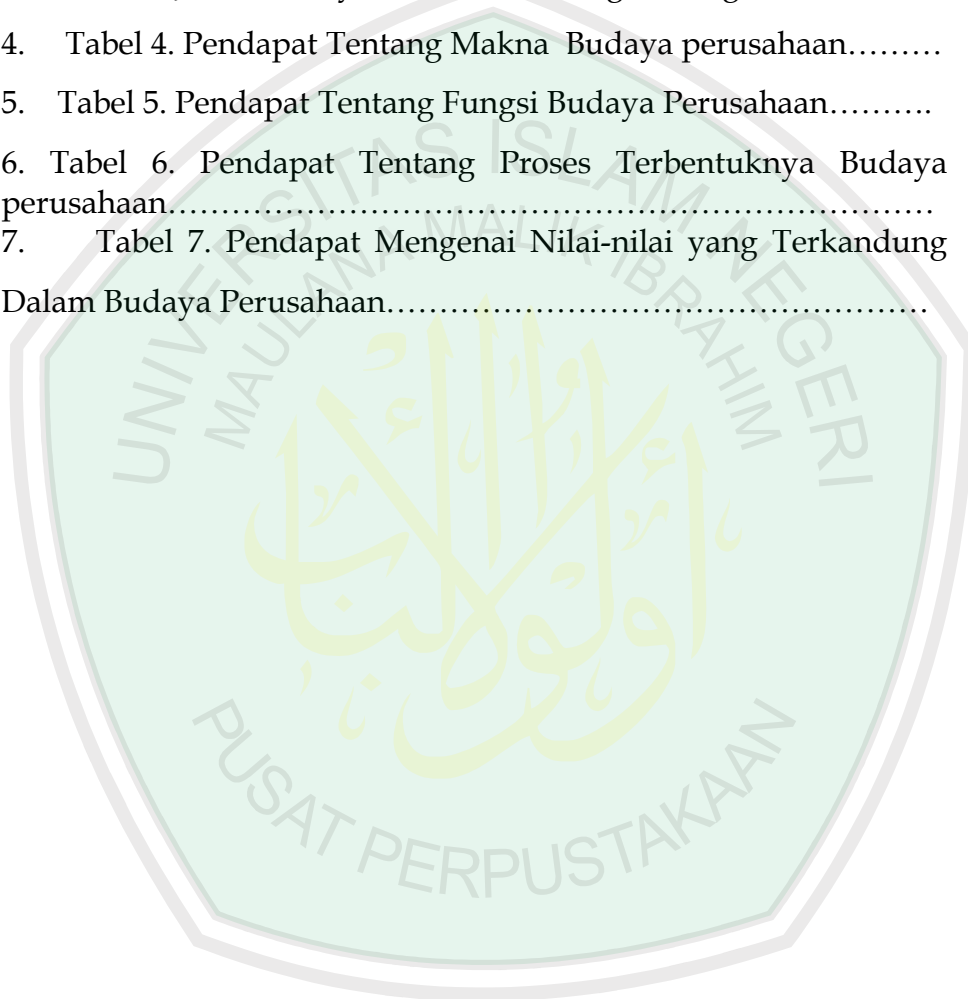 4. Tabel 4. Pendapat Tentang Makna Budaya perusahaan………
5. Tabel 5. Pendapat Tentang Fungsi Budaya Perusahaan……….
6. Tabel 6. Pendapat Tentang Proses Terbentuknya Budaya
perusahaan…………………………………………………………………
7. Tabel 7. Pendapat Mengenai Nilai-nilai yang Terkandung
Dalam Budaya Perusahaan………………………………………………
UNIVERSITAS ISLAM NEGERI
MAULANA MALIK IBRAHIM
أولوا الألباب
PUSAT PERPUSTAKAAN